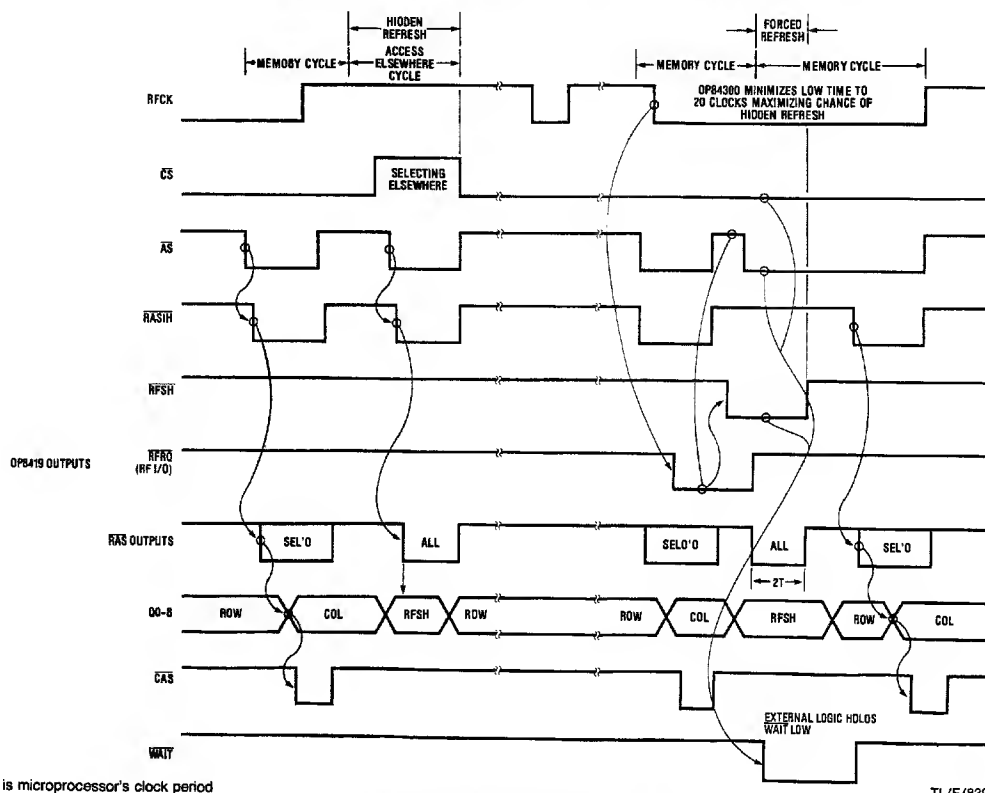 HIDDEN
REFRESH
FORCED
REFRESH
MEMORY CYCLE
ACCESS
ELSEWHERE
CYCLE
MEMORY CYCLE
MEMORY CYCLE
RFCK
OP84300 MINIMIZES LOW TIME TO
20 CLOCKS MAXIMIZING CHANCE OF
HIDDEN REFRESH
CS
SELECTING
ELSEWHERE
AS
RASIH
RFSH
OP8419 OUTPUTS
RFRQ
(RF I/O)
RAS OUTPUTS
SEL'D
ALL
SELO'D
ALL
SEL'D
2T
Q0-8
ROW
COL
RFSH
ROW
ROW
COL
RFSH
ROW
COL
CAS
EXTERNAL LOGIC HOLDS
WAIT LOW
WAIT
is microprocessor's clock period